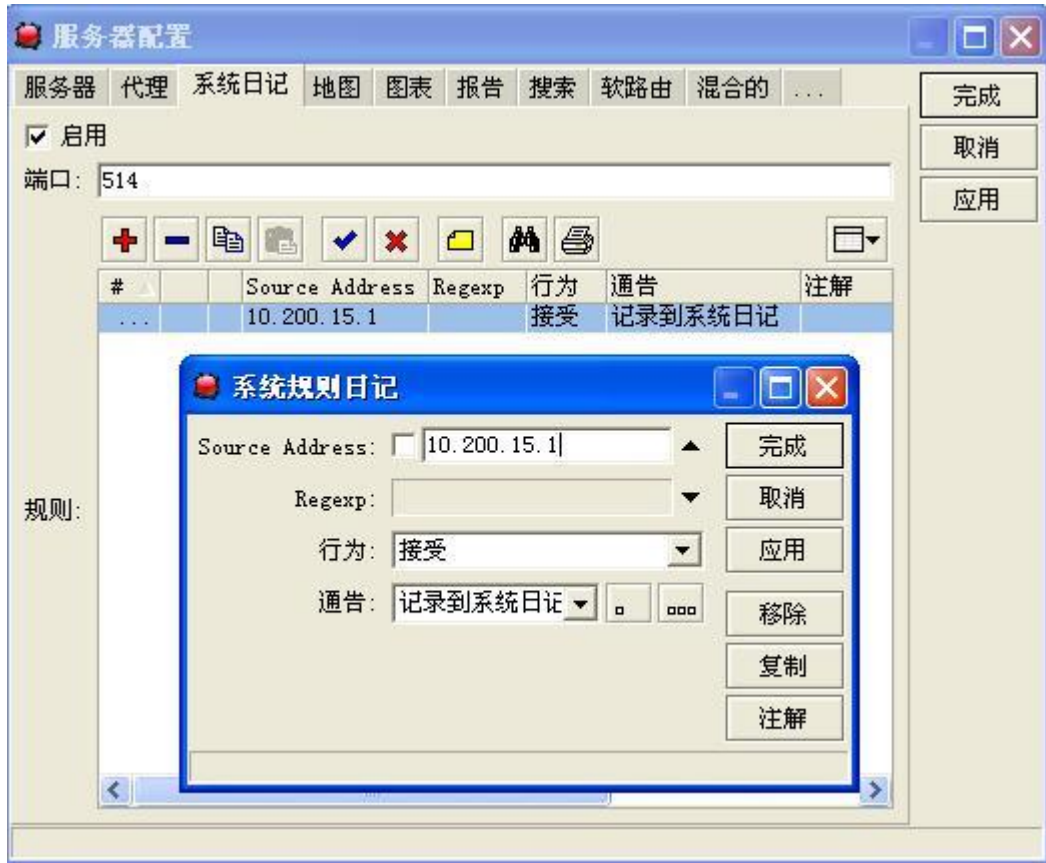 服务器配置
服务器 代理 系统日记 地图 图表 报告 搜索 软路由 混合的 ...
完成
启用
取消
端口: 514
应用
# Source Address Regexp 行为 通告 注解
... 10.200.15.1 接受 记录到系统日记
规则:
系统规则日记
Source Address: 10.200.15.1
完成
Regexp:
取消
行为: 接受
应用
通告: 记录到系统日记
移除
复制
注解